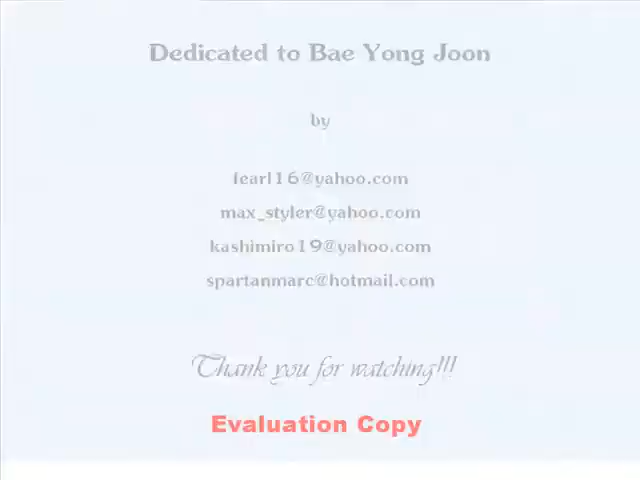 Dedicated to Bae Yong Joon
by
fearl16@yahoo.com
max_styler@yahoo.com
kashimiro19@yahoo.com
spartanmarc@hotmail.com
Thank you for watching!!!
Evaluation Copy